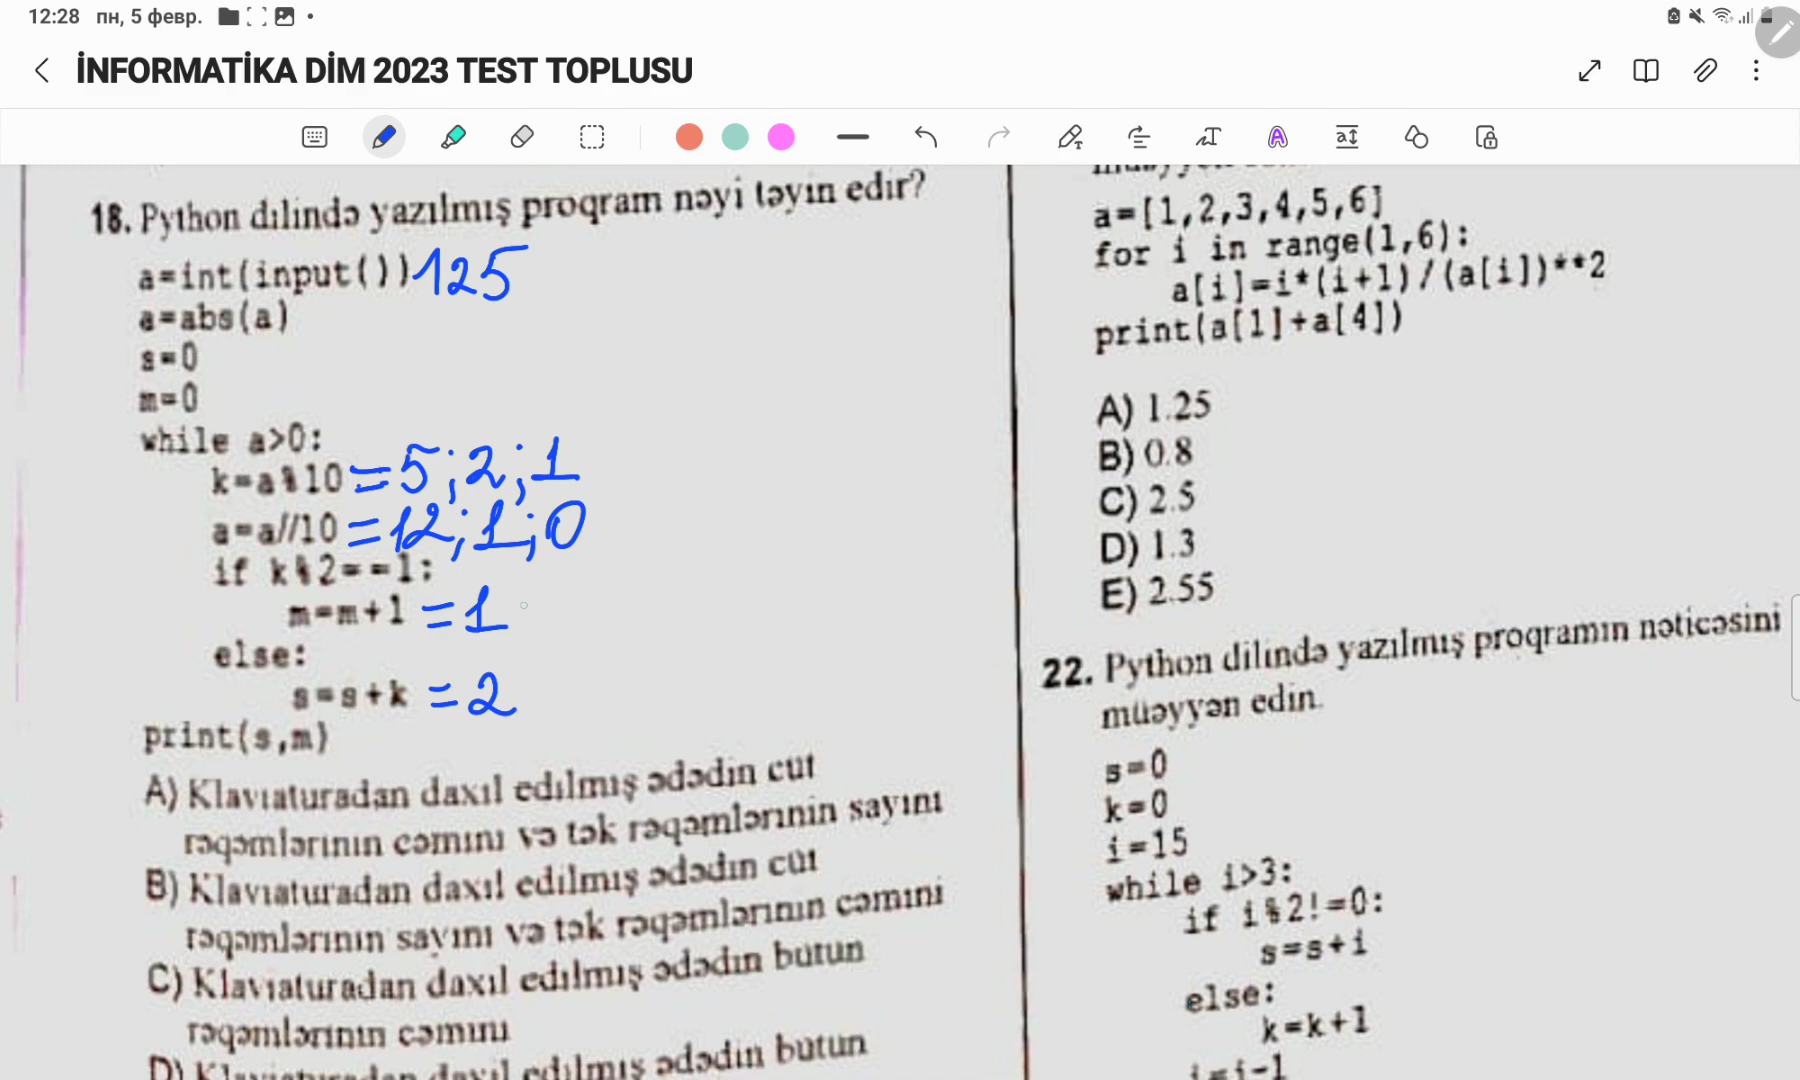 12:28 пн, 5 февр.
İNFORMATİKA DİM 2023 TEST TOPLUSU
18. Python dilində yazılmış proqram nəyi təyin edir?
a=int(input()) 125
a=abs(a)
s=0
m=0
while a>0:
k=a%10 =5;2;1
a=a//10 =12;1;0
if k%2==1:
m=m+1 =1
else:
s=s+k =2
print(s,m)
A) Klaviaturadan daxil edilmiş ədədin cüt
rəqəmlərinin cəmini və tək rəqəmlərinin sayını
B) Klaviaturadan daxil edilmiş ədədin cüt
rəqəmlərinin sayını və tək rəqəmlərinin cəmini
C) Klaviaturadan daxil edilmiş ədədin bütün
rəqəmlərinin cəmini
D) Klaviaturadan daxil edilmiş ədədin bütün
a=[1,2,3,4,5,6]
for i in range(1,6):
a[i]=i*(i+1)/(a[i])**2
print(a[1]+a[4])
A) 1.25
B) 0.8
C) 2.5
D) 1.3
E) 2.55
22. Python dilində yazılmış proqramın nəticəsini
müəyyən edin.
s=0
k=0
i=15
while i>3:
if i%2!=0:
s=s+i
else:
k=k+1
i=i-1